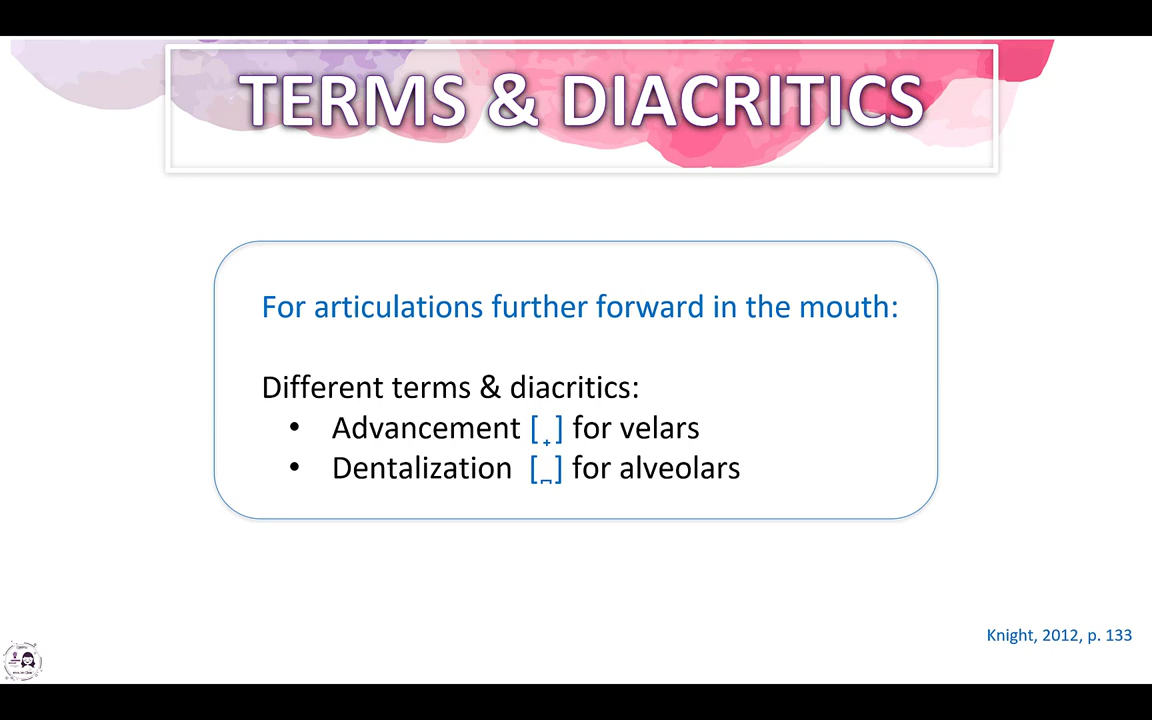 TERMS & DIACRITICS
For articulations further forward in the mouth:
Different terms & diacritics:
• Advancement [ ̟ ] for velars
• Dentalization [ ̪ ] for alveolars
Knight, 2012, p. 133